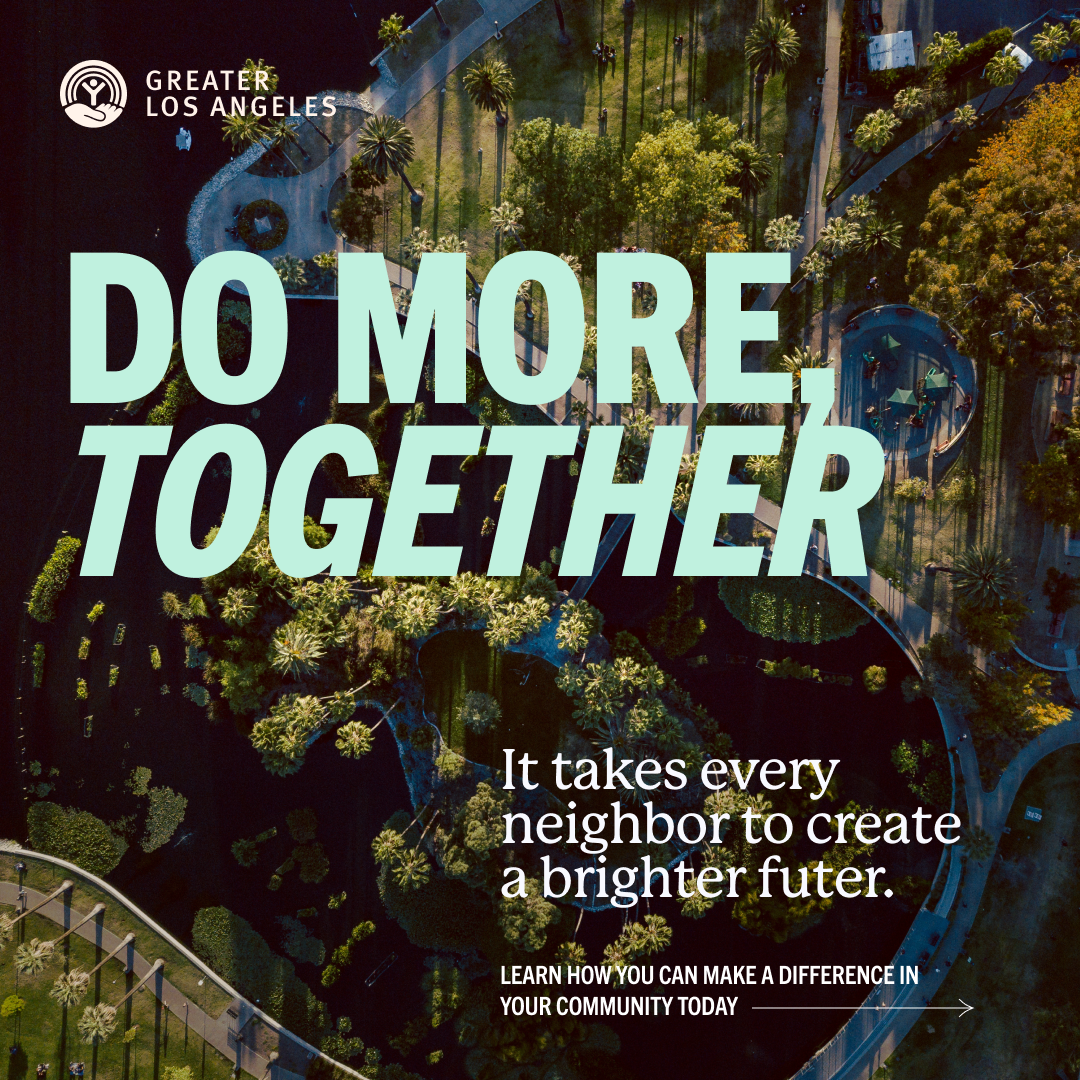 GREATER
LOS ANGELES
DO MORE,
TOGETHER
It takes every
neighbor to create
a brighter futer.
LEARN HOW YOU CAN MAKE A DIFFERENCE IN
YOUR COMMUNITY TODAY